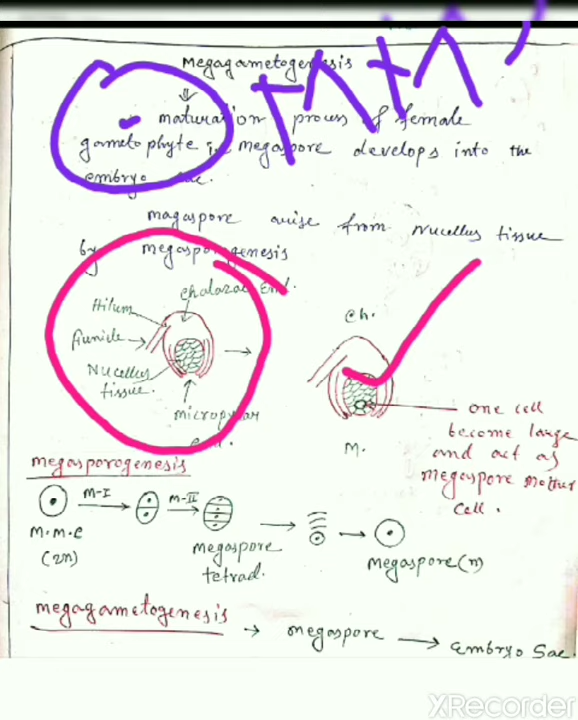 Megagametogenesis
⇓
→ maturation process of female
gametophyte in megaspore develops into the
embryo sac.
magaspore arise from Nucellus tissue
by megasporogenesis
chalazal End.
Hilum
Funicle
Nucellus
tissue.
micropylar
End.
Ch.
M.
one cell
become large
and act as
megaspore mother
cell.
megasporogenesis
M-I
M-II
M.M.C
(2n)
megaspore
tetrad.
megaspore(n)
megagametogenesis → megaspore → Embryo Sac.
XRecorder